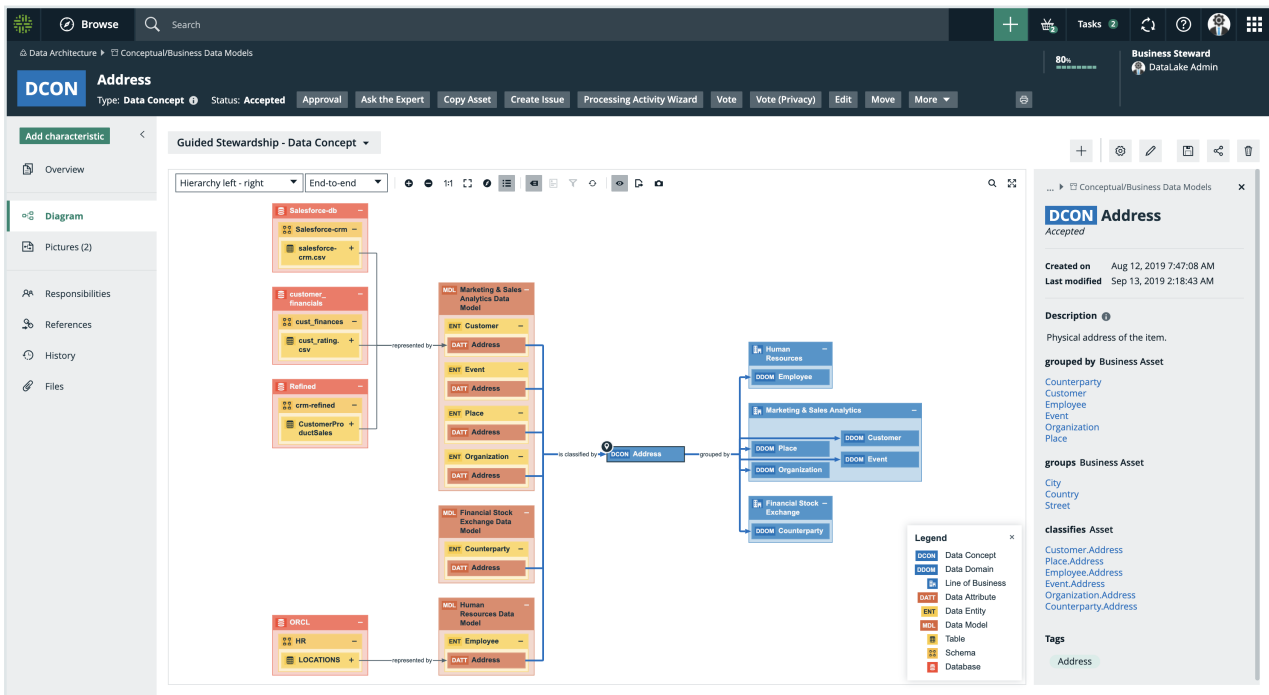 Browse
Search
Tasks 2
2
Data Architecture
Conceptual/Business Data Models
DCON
Address
Type: Data Concept
Status: Accepted
Approval
Ask the Expert
Copy Asset
Create Issue
Processing Activity Wizard
Vote
Vote (Privacy)
Edit
Move
More
80%
Business Steward
DataLake Admin
Add characteristic
Overview
Diagram
Pictures (2)
Responsibilities
References
History
Files
Guided Stewardship - Data Concept
Hierarchy left - right
End-to-end
1:1
Salesforce-db
Salesforce-crm
salesforce-
crm.csv
customer_
financials
cust_finances
cust_rating.
csv
Refined
crm-refined
CustomerPro
ductSales
ORCL
HR
LOCATIONS
represented by
represented by
MDL Marketing & Sales
Analytics Data
Model
ENT Customer
DATT Address
ENT Event
DATT Address
ENT Place
DATT Address
ENT Organization
DATT Address
MDL Financial Stock
Exchange Data
Model
ENT Counterparty
DATT Address
MDL Human
Resources Data
Model
ENT Employee
DATT Address
is classified by
DCON Address
grouped by
Human
Resources
DDOM Employee
Marketing & Sales Analytics
DDOM Customer
DDOM Place
DDOM Event
DDOM Organization
Financial Stock
Exchange
DDOM Counterparty
Legend
DCON Data Concept
DDOM Data Domain
Line of Business
DATT Data Attribute
ENT Data Entity
MDL Data Model
Table
Schema
Database
... Conceptual/Business Data Models
DCON Address
Accepted
Created on Aug 12, 2019 7:47:08 AM
Last modified Sep 13, 2019 2:18:43 AM
Description
Physical address of the item.
grouped by Business Asset
Counterparty
Customer
Employee
Event
Organization
Place
groups Business Asset
City
Country
Street
classifies Asset
Customer.Address
Place.Address
Employee.Address
Event.Address
Organization.Address
Counterparty.Address
Tags
Address